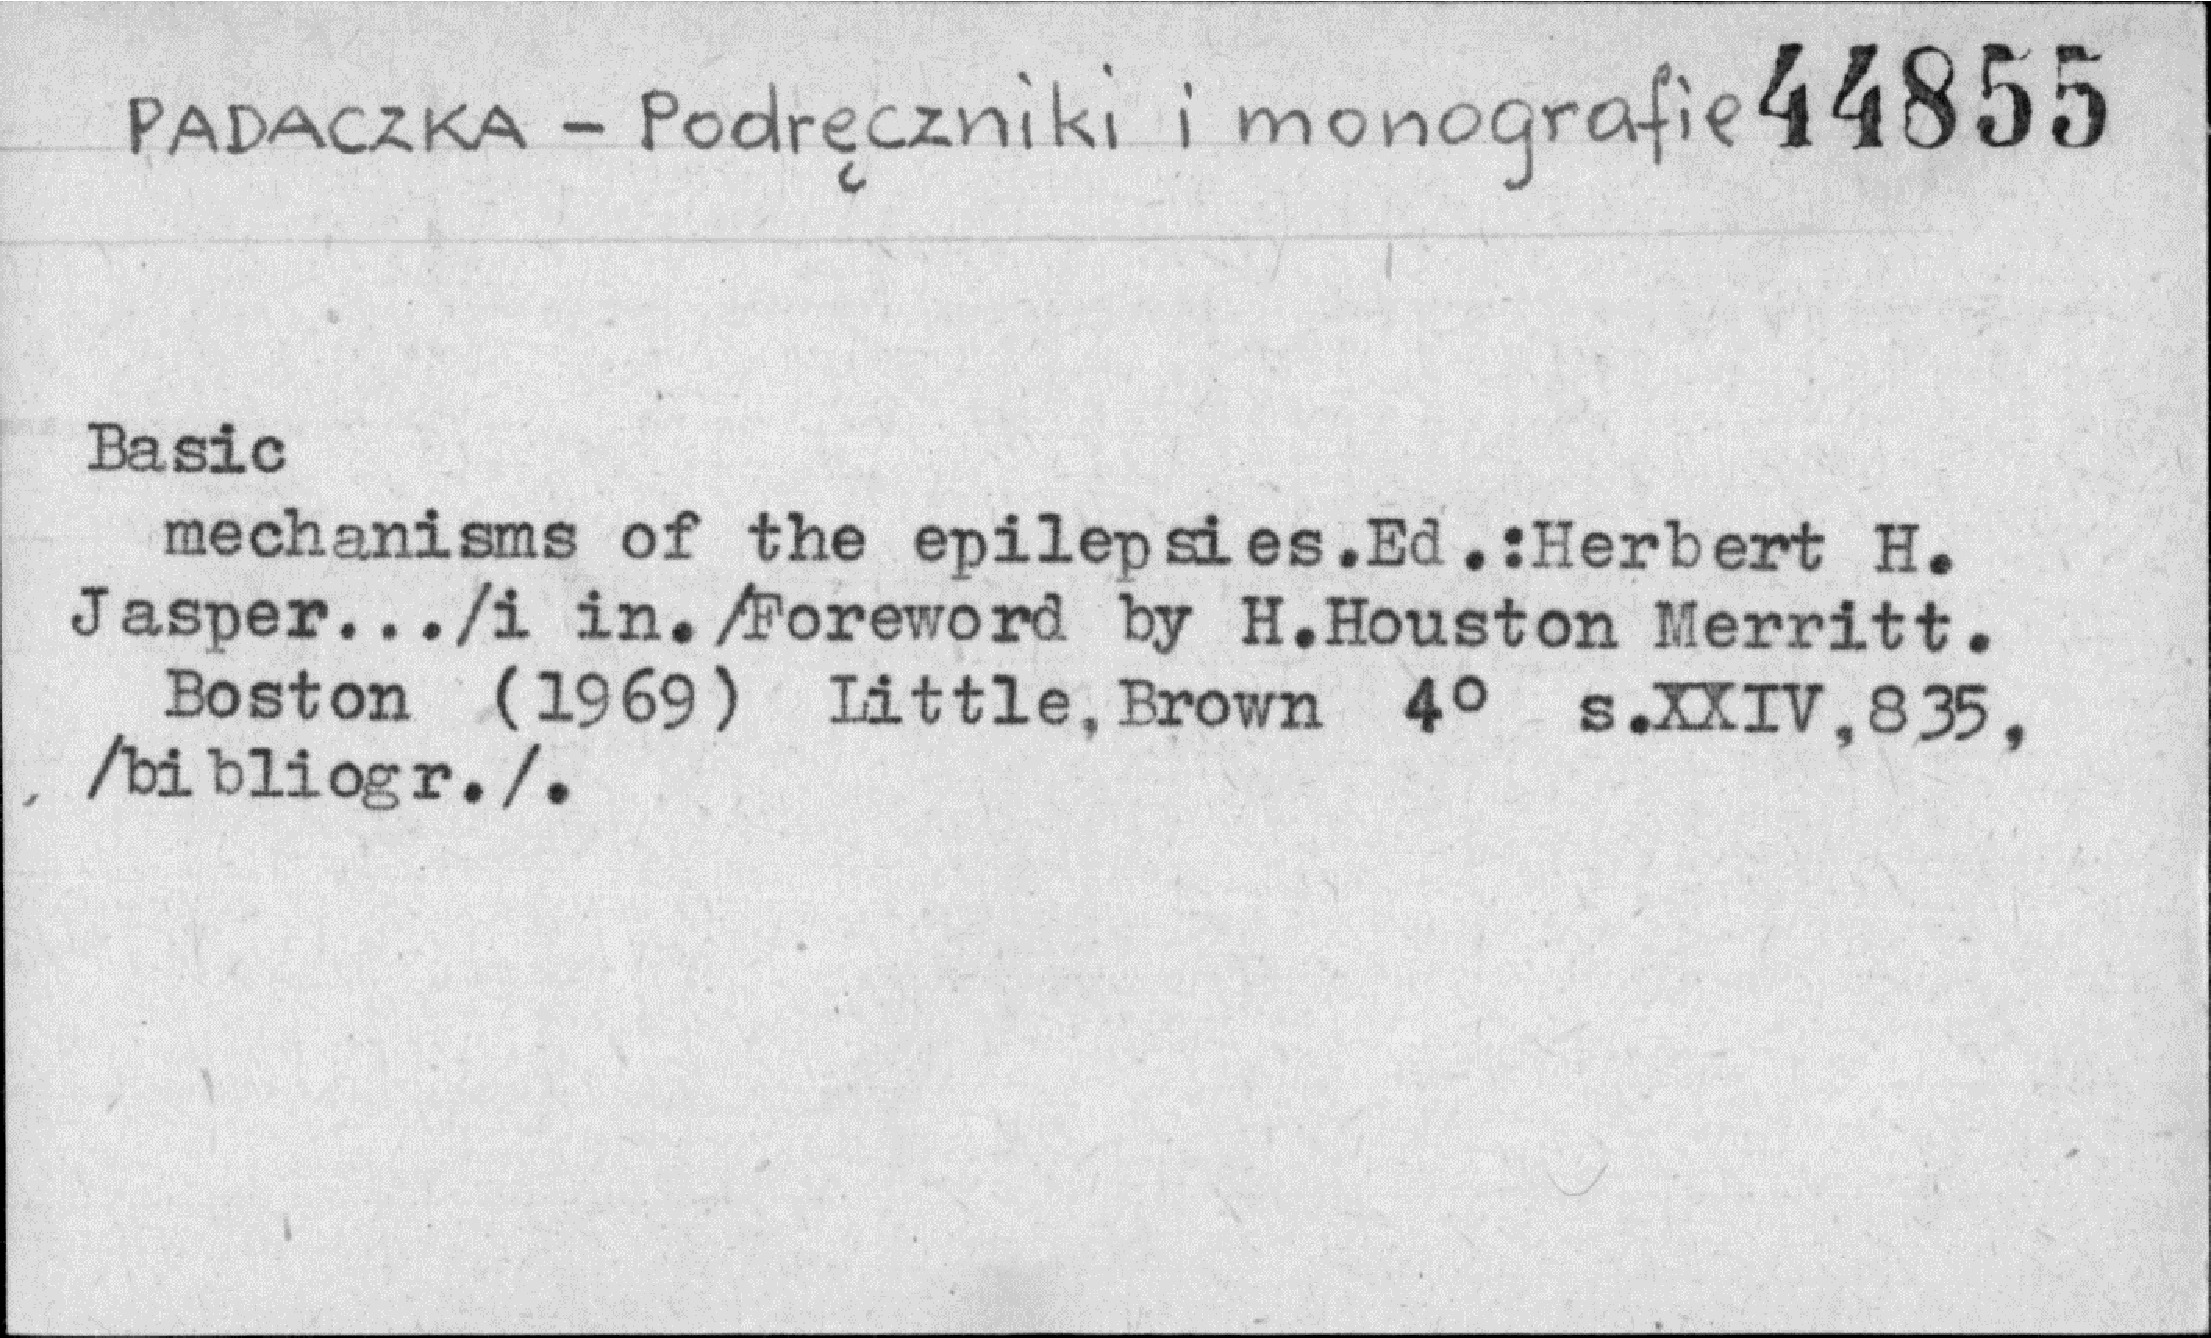 PADACZKA - Podręczniki i monografie 44855
Basic
mechanisms of the epilepsies.Ed.:Herbert H.
Jasper.../i in./Foreword by H.Houston Merritt.
Boston (1969) Little,Brown 4° s.XXIV,835,
/bibliogr./.